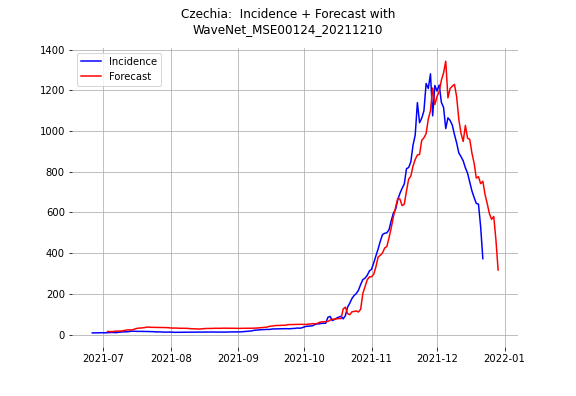 Czechia:  Incidence + Forecast with
WaveNet_MSE00124_20211210
Incidence
Forecast
1400
1200
1000
800
600
400
200
0
2021-07 2021-08 2021-09 2021-10 2021-11 2021-12 2022-01